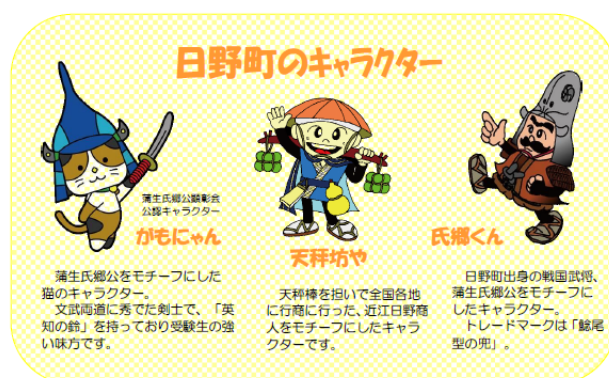 日野町のキャラクター
蒲生氏郷公顕彰会
公認キャラクター
がもにゃん
蒲生氏郷公をモチーフにした
猫のキャラクター。
文武両道に秀でた剣士で、「英
知の鈴」を持っており受験生の強
い味方です。
天秤坊や
天秤棒を担いで全国各地
に行商に行った、近江日野商
人をモチーフにしたキャラ
クターです。
氏郷くん
日野町出身の戦国武将、
蒲生氏郷公をモチーフに
したキャラクター。
トレードマークは「鯰尾
型の兜」。